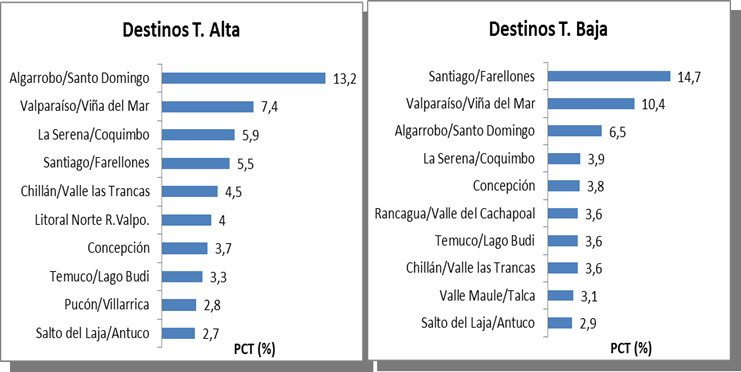 Destinos T. Alta
Algarrobo/Santo Domingo 13,2
Valparaíso/Viña del Mar 7,4
La Serena/Coquimbo 5,9
Santiago/Farellones 5,5
Chillán/Valle las Trancas 4,5
Litoral Norte R.Valpo. 4
Concepción 3,7
Temuco/Lago Budi 3,3
Pucón/Villarrica 2,8
Salto del Laja/Antuco 2,7
PCT (%)
Destinos T. Baja
Santiago/Farellones 14,7
Valparaíso/Viña del Mar 10,4
Algarrobo/Santo Domingo 6,5
La Serena/Coquimbo 3,9
Concepción 3,8
Rancagua/Valle del Cachapoal 3,6
Temuco/Lago Budi 3,6
Chillán/Valle las Trancas 3,6
Valle Maule/Talca 3,1
Salto del Laja/Antuco 2,9
PCT (%)